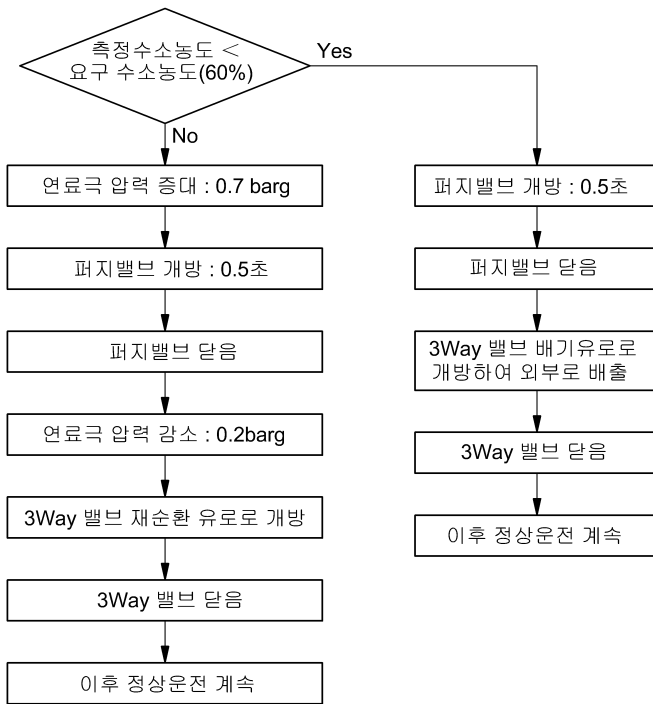 측정수소농도 <
요구 수소농도(60%)
Yes
No
연료극 압력 증대 : 0.7 barg
퍼지밸브 개방 : 0.5초
퍼지밸브 닫음
연료극 압력 감소 : 0.2barg
3Way 밸브 재순환 유로로 개방
3Way 밸브 닫음
이후 정상운전 계속
퍼지밸브 개방 : 0.5초
퍼지밸브 닫음
3Way 밸브 배기유로로
개방하여 외부로 배출
3Way 밸브 닫음
이후 정상운전 계속